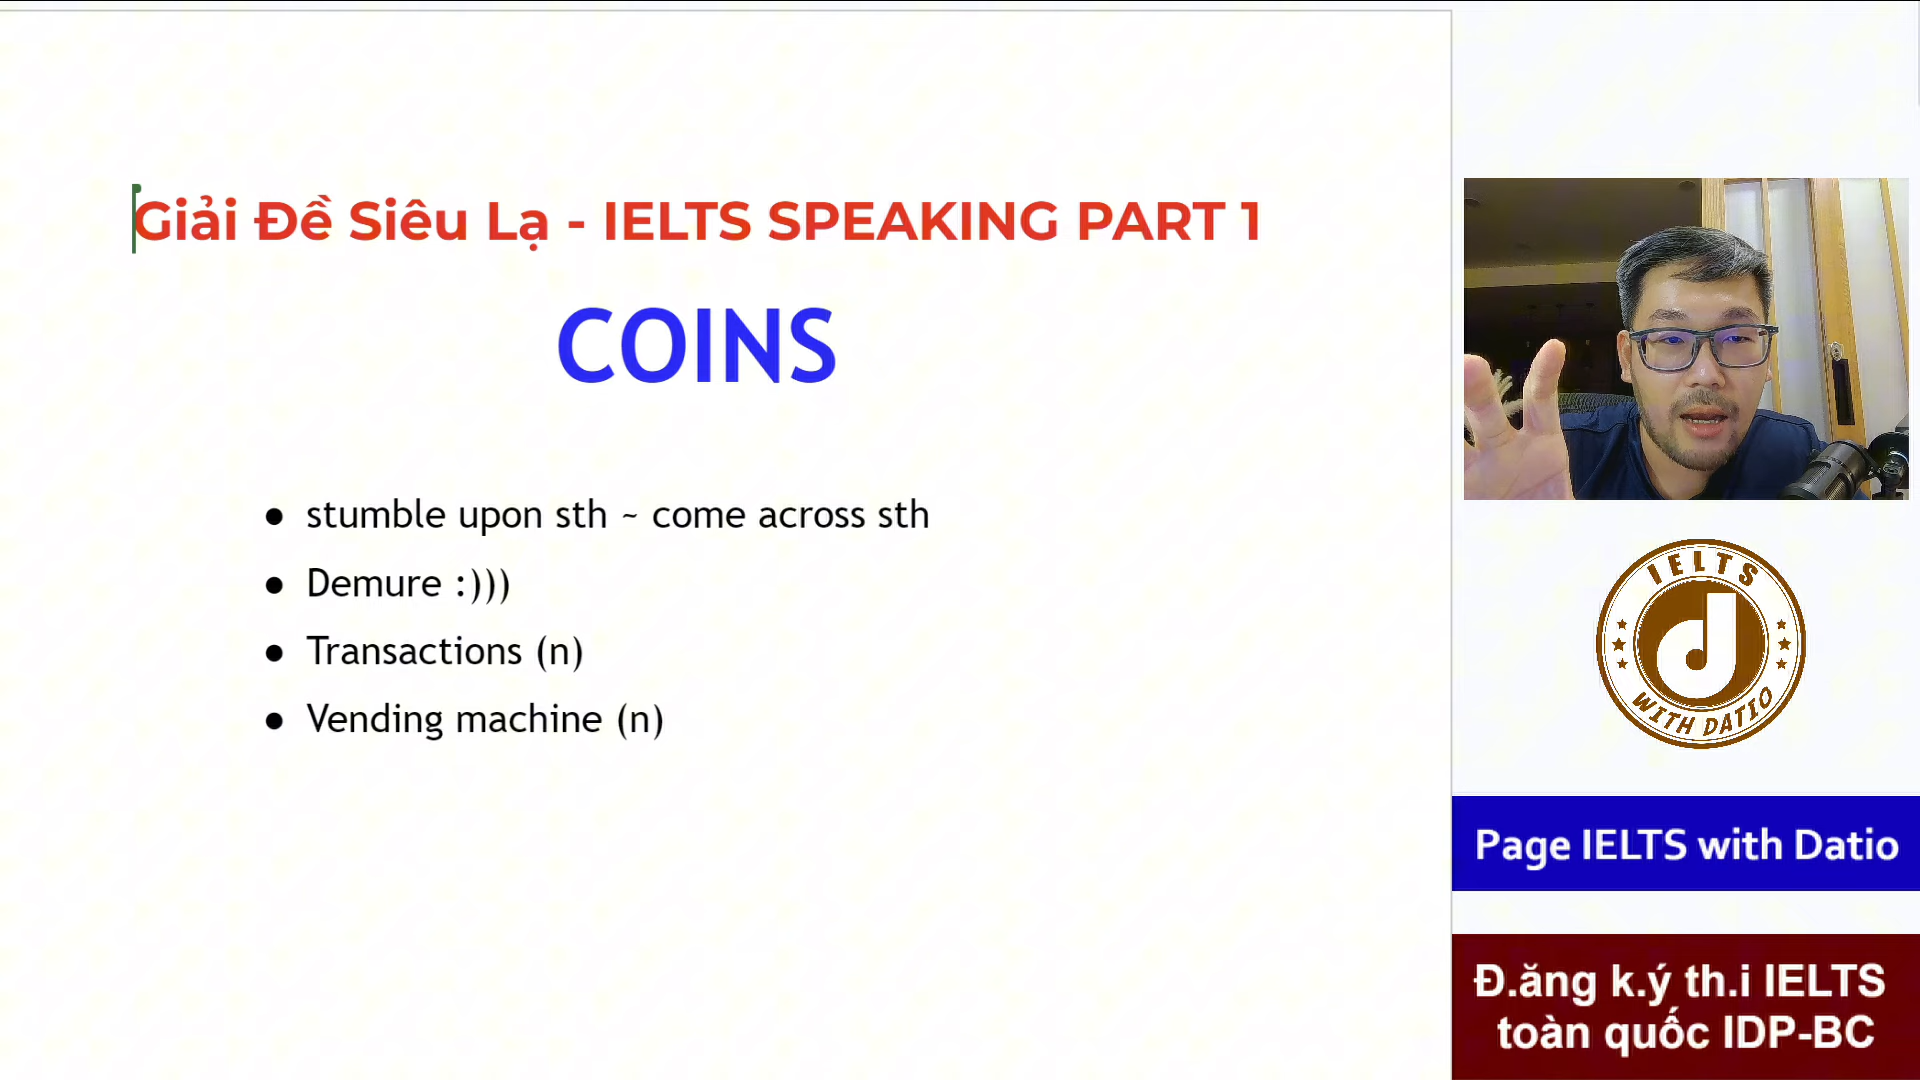 Giải Đề Siêu Lạ - IELTS SPEAKING PART 1
COINS
● stumble upon sth ~ come across sth
● Demure :)))
● Transactions (n)
● Vending machine (n)
IELTS
WITH DATIO
Page IELTS with Datio
Đ.ăng k.ý th.i IELTS
toàn quốc IDP-BC